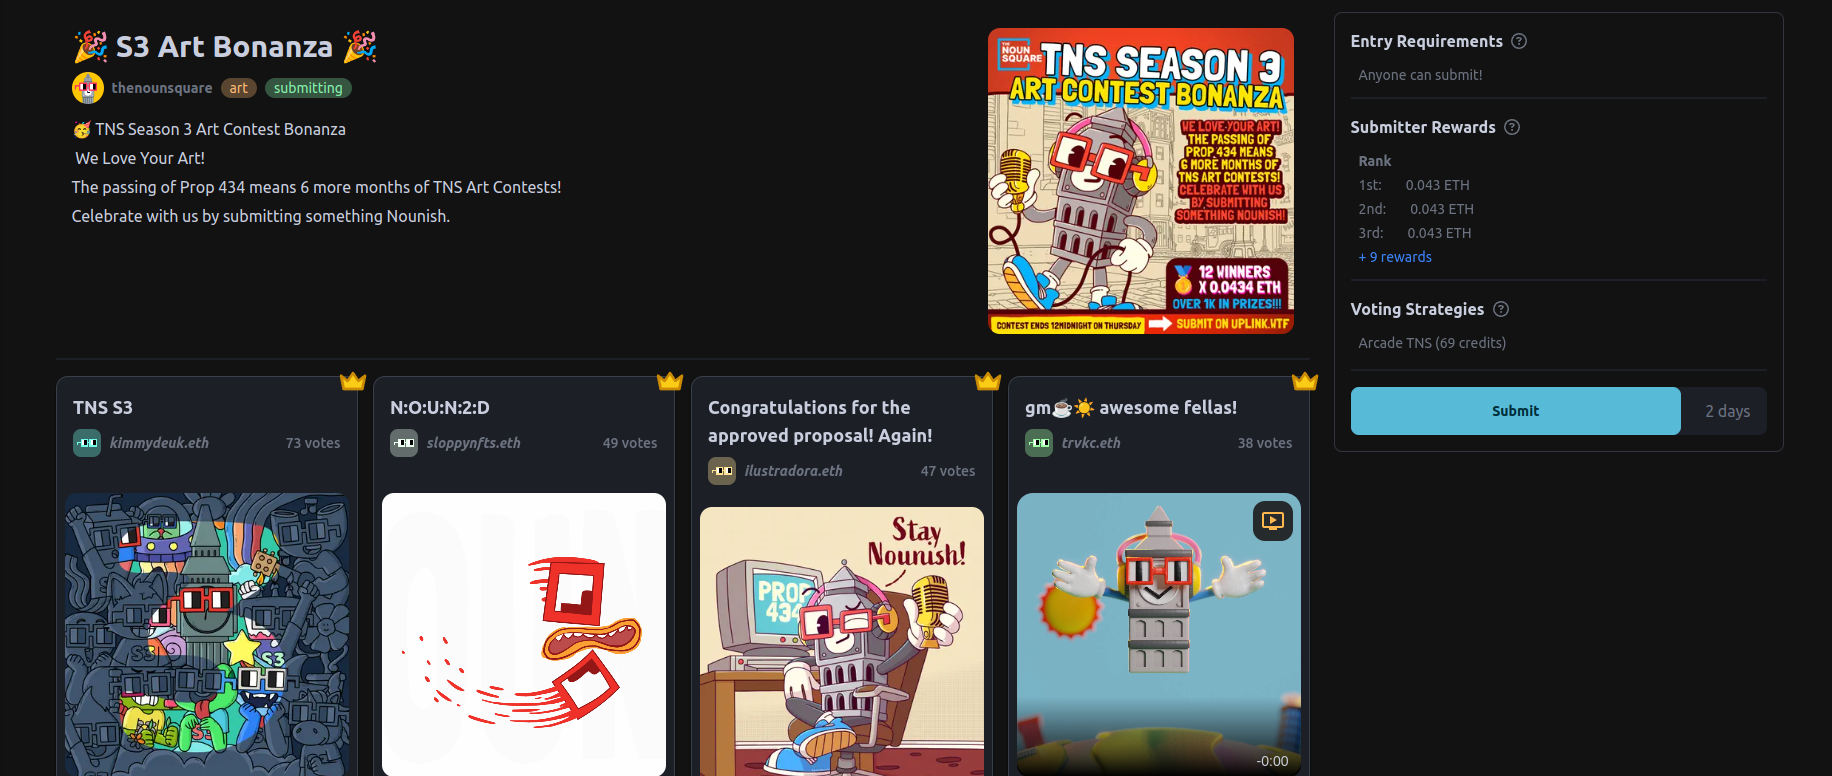 🎉 S3 Art Bonanza 🎉
thenounsquare art submitting
🥳 TNS Season 3 Art Contest Bonanza
We Love Your Art!
The passing of Prop 434 means 6 more months of TNS Art Contests!
Celebrate with us by submitting something Nounish.
THE
NOUN
SQUARE
TNS SEASON 3
ART CONTEST BONANZA
WE LOVE YOUR ART!
THE PASSING OF
PROP 434 MEANS
6 MORE MONTHS OF
TNS ART CONTESTS!
CELEBRATE WITH US
BY SUBMITTING
SOMETHING NOUNISH!
12 WINNERS
X 0.0434 ETH
OVER 1K IN PRIZES!!!
CONTEST ENDS 12MIDNIGHT ON THURSDAY
SUBMIT ON UPLINK.WTF
Entry Requirements ?
Anyone can submit!
Submitter Rewards ?
Rank
1st: 0.043 ETH
2nd: 0.043 ETH
3rd: 0.043 ETH
+ 9 rewards
Voting Strategies ?
Arcade TNS (69 credits)
Submit 2 days
TNS S3
kimmydeuk.eth 73 votes
S3
S3
N:O:U:N:2:D
sloppynfts.eth 49 votes
OUN
Congratulations for the
approved proposal! Again!
ilustradora.eth 47 votes
Stay
Nounish!
PROP
434
gm☕☀️ awesome fellas!
trvkc.eth 38 votes
-0:00